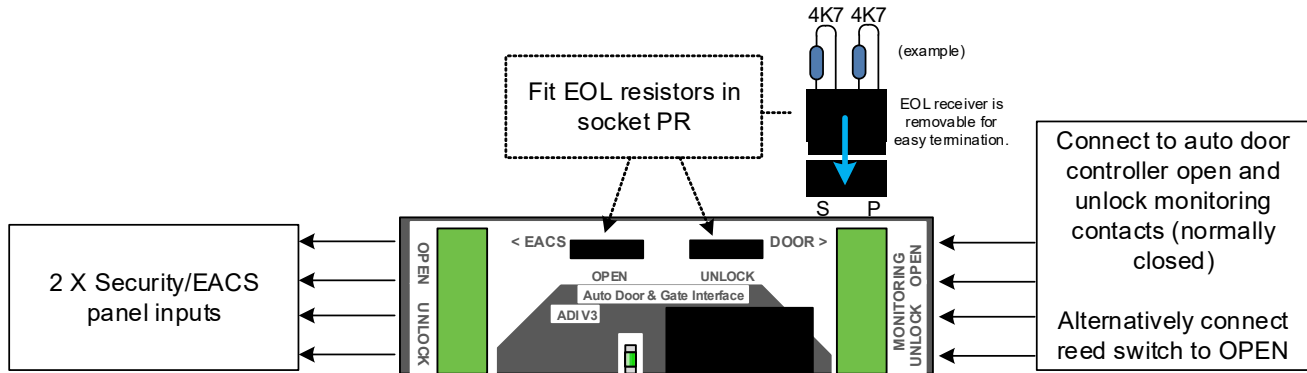 4K7 4K7
(example)
Fit EOL resistors in
socket PR
EOL receiver is
removable for
easy termination.
S P
Connect to auto door
controller open and
unlock monitoring
contacts (normally
closed)
Alternatively connect
reed switch to OPEN
2 X Security/EACS
panel inputs
OPEN
UNLOCK
< EACS
DOOR >
OPEN
UNLOCK
Auto Door & Gate Interface
ADI V3
MONITORING
UNLOCK OPEN